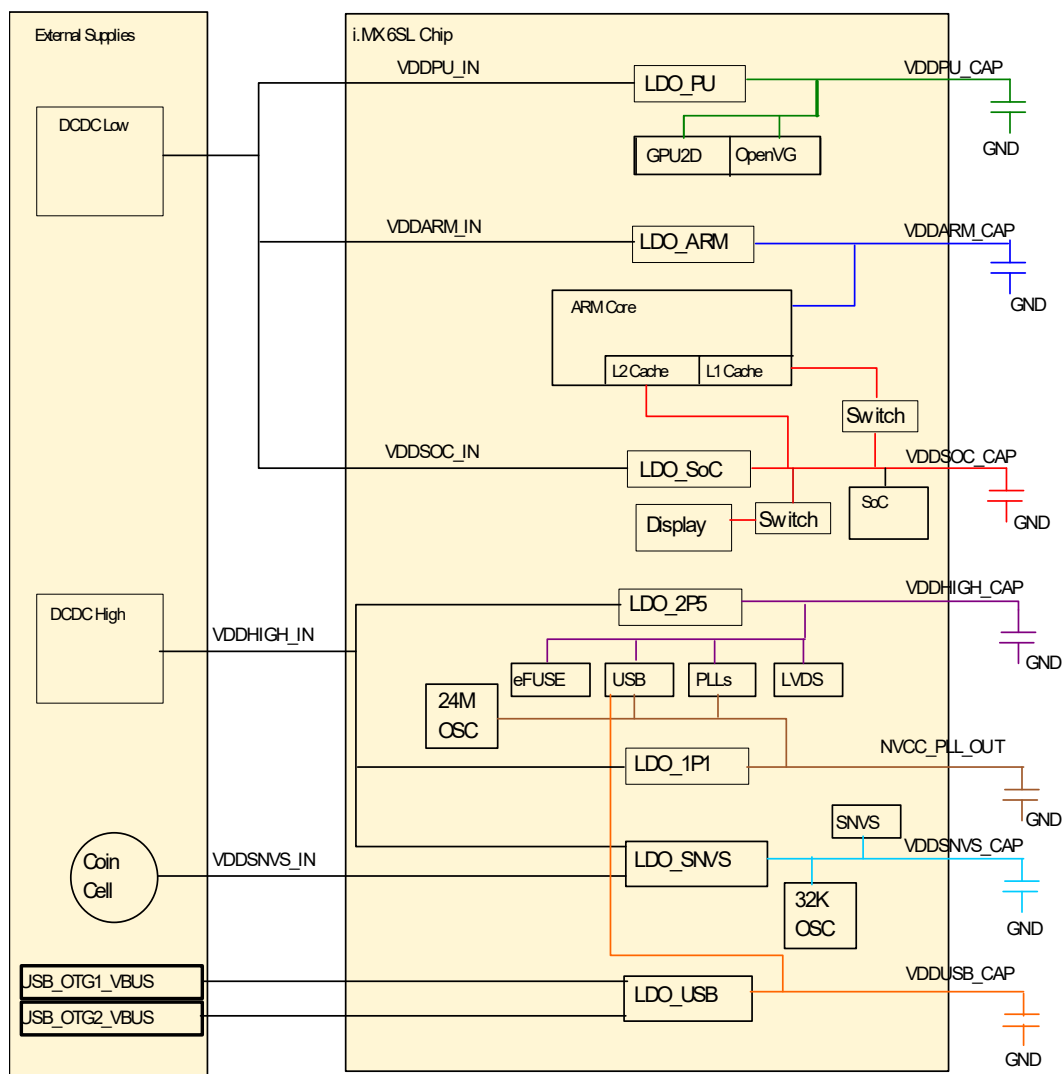 External Supplies
i.MX6SL Chip
VDDPU_IN
LDO_PU
VDDPU_CAP
DCDC Low
GND
GPU2D
OpenVG
VDDARM_IN
LDO_ARM
VDDARM_CAP
GND
ARM Core
L2 Cache
L1 Cache
Switch
VDDSOC_IN
LDO_SoC
VDDSOC_CAP
SoC
Display
Switch
GND
DCDC High
LDO_2P5
VDDHIGH_CAP
VDDHIGH_IN
GND
eFUSE
USB
PLLs
LVDS
24M
OSC
LDO_1P1
NVCC_PLL_OUT
GND
SNVS
Coin
Cell
VDDSNVS_IN
LDO_SNVS
VDDSNVS_CAP
32K
OSC
GND
USB_OTG1_VBUS
LDO_USB
VDDUSB_CAP
USB_OTG2_VBUS
GND